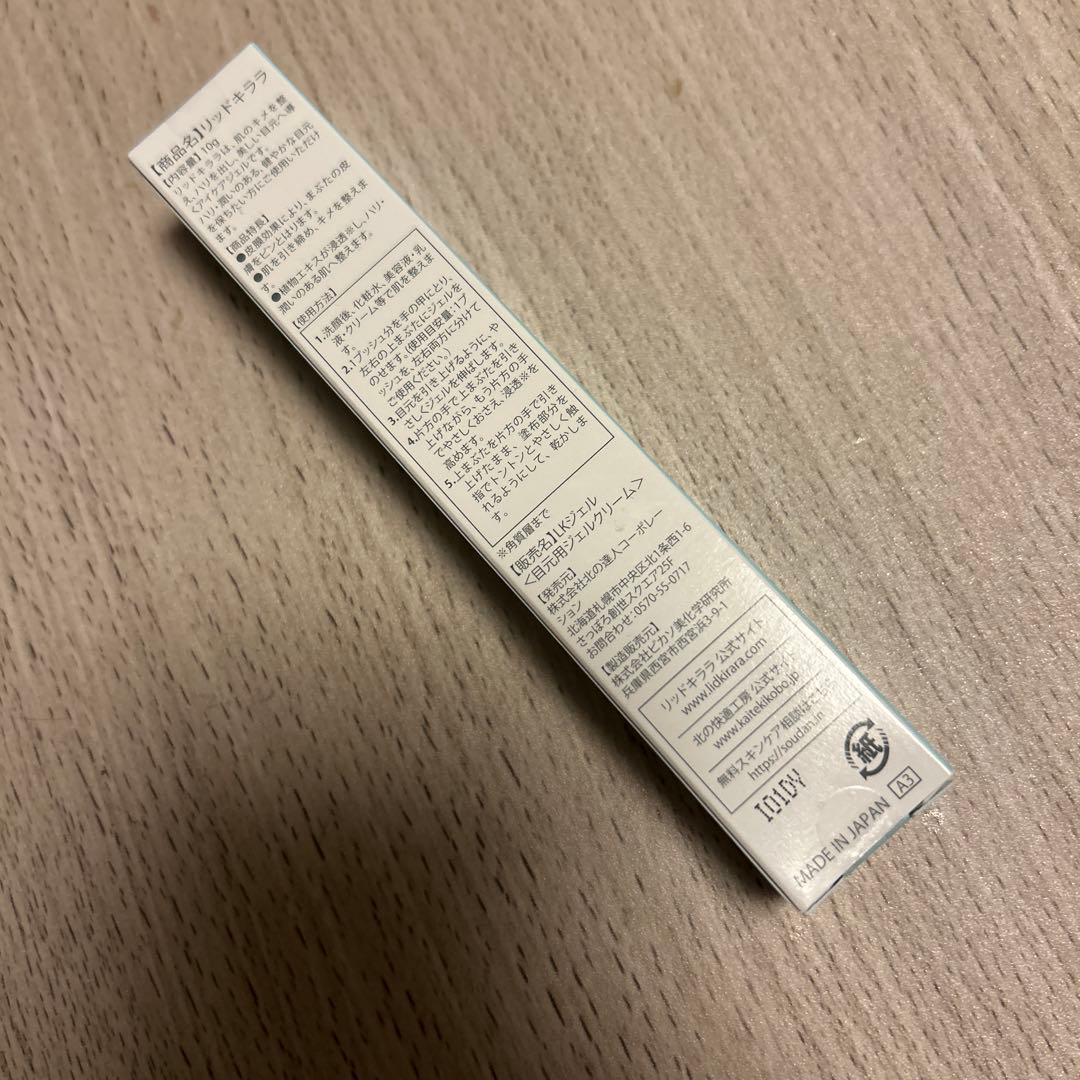 【商品名】リッドキララ
【内容量】10g
リッドキララは、肌のキメを整
え、ハリを出し、美しい目元へ導
くアイケアジェルです。
ハリ・潤いのある、健やかな目元
を保ちたい方にご使用いただけ
ます。
【商品特長】
●皮膜効果により、まぶたの皮
膚をピンとはります。
●肌を引き締め、キメを整えま
す。
●植物エキスが浸透※し、ハリ・
潤いのある肌へ整えます。
【使用方法】
1.洗顔後、化粧水、美容液・乳
液・クリーム等で肌を整えま
す。
2.1プッシュ分を手の甲にとり、
左右の上まぶたにジェルを
のせます。(使用目安量:1プ
ッシュを、左右両方に分けて
ご使用ください。)
3.目元を引き上げるように、や
さしくジェルを伸ばします。
4.片方の手で上まぶたを引き
上げながら、もう片方の手
でやさしくおさえ、浸透※を
高めます。
5.上まぶたを片方の手で引き
上げたまま、塗布部分を
指でトントンとやさしく触
れるようにして、乾かしま
す。
※角質層まで
【販売名】LKジェル
<目元用ジェルクリーム>
【発売元】
株式会社北の達人コーポレー
ション
北海道札幌市中央区北1条西1-6
さっぽろ創世スクエア25F
お問合わせ:0570-55-0717
【製造販売元】
株式会社ピカソ美化学研究所
兵庫県西宮市西宮浜3-9-1
リッドキララ 公式サイト
www.lidkirara.com
北の快適工房 公式サイト
www.kaitekikobo.jp
無料スキンケア相談はこちら
https://soudan.in
I01DY
紙
MADE IN JAPAN A3